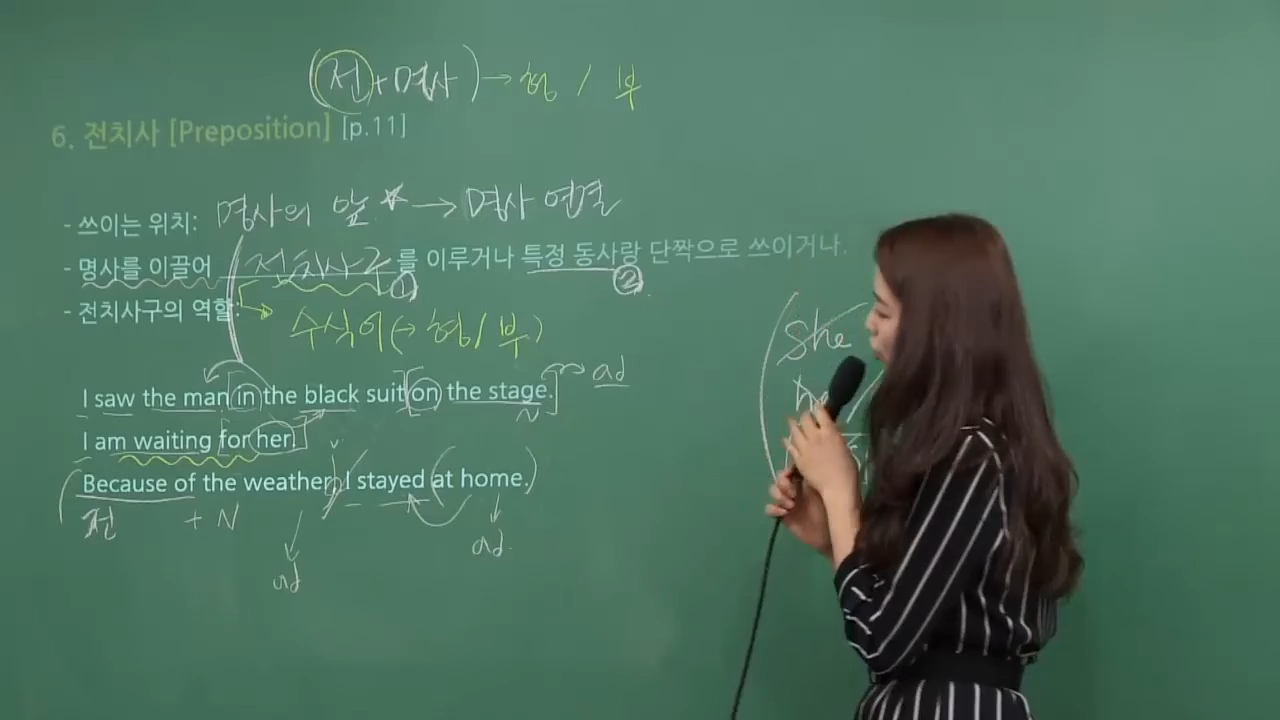 (전+명사) → 형 / 부
6. 전치사 [Preposition] [p.11]
- 쓰이는 위치: 명사의 앞 ★ → 명사 연결
- 명사를 이끌어 전치사구를 이루거나 특정 동사랑 단짝으로 쓰이거나.
① ②
- 전치사구의 역할: 수식어(→ 형/부)
she
I saw the man in the black suit on the stage. ad
N
he
I am waiting for her.
v
Because of the weather, I stayed at home.
전 + N
ad
ad.